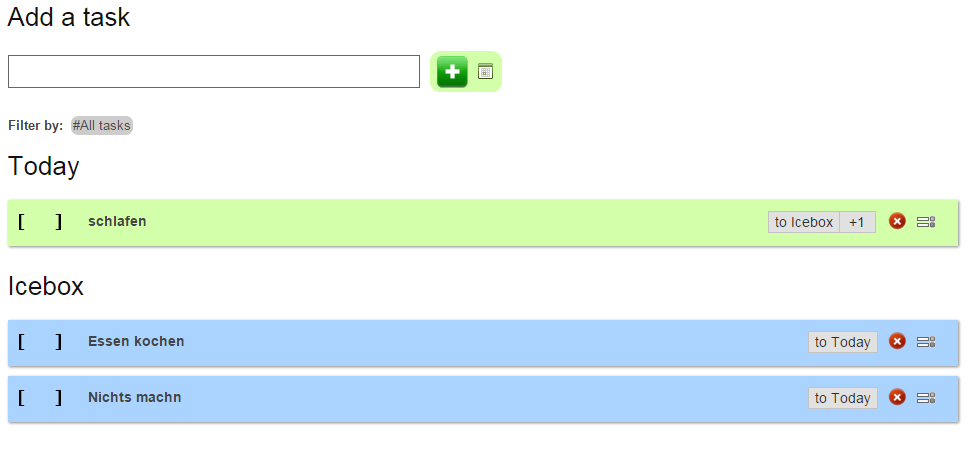 Add a task
Filter by: #All tasks
Today
[ ] schlafen to Icebox +1
Icebox
[ ] Essen kochen to Today
[ ] Nichts machn to Today